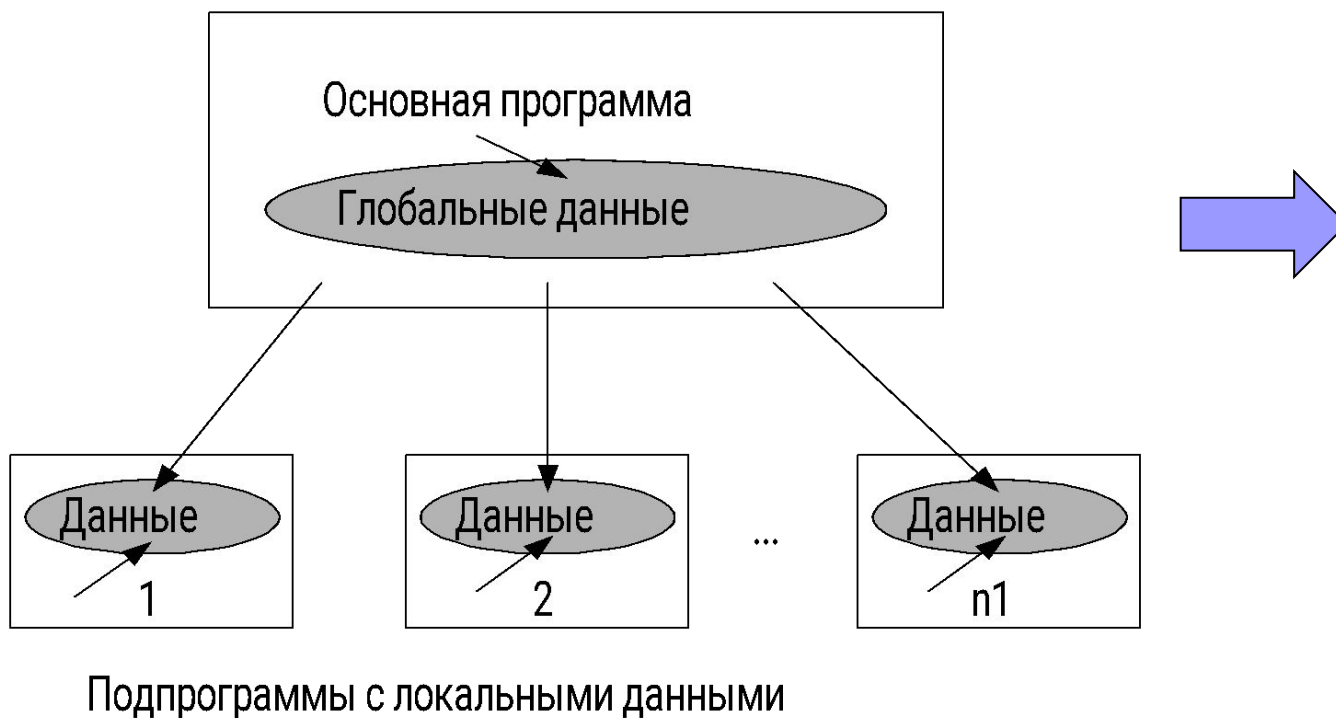 Основная программа
Глобальные данные
Данные
Данные
Данные
...
1
2
n1
Подпрограммы с локальными данными